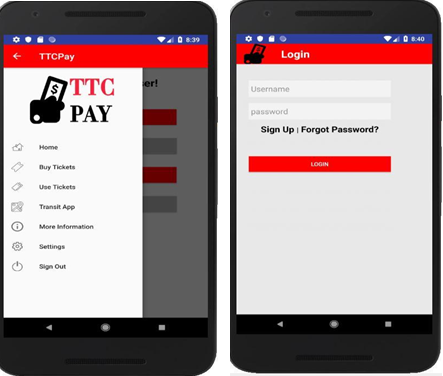 8:39
TTCPay
ser!
TTC
PAY
Home
Buy Tickets
Use Tickets
Transit App
More Information
Settings
Sign Out
8:40
Login
Username
password
Sign Up | Forgot Password?
LOGIN